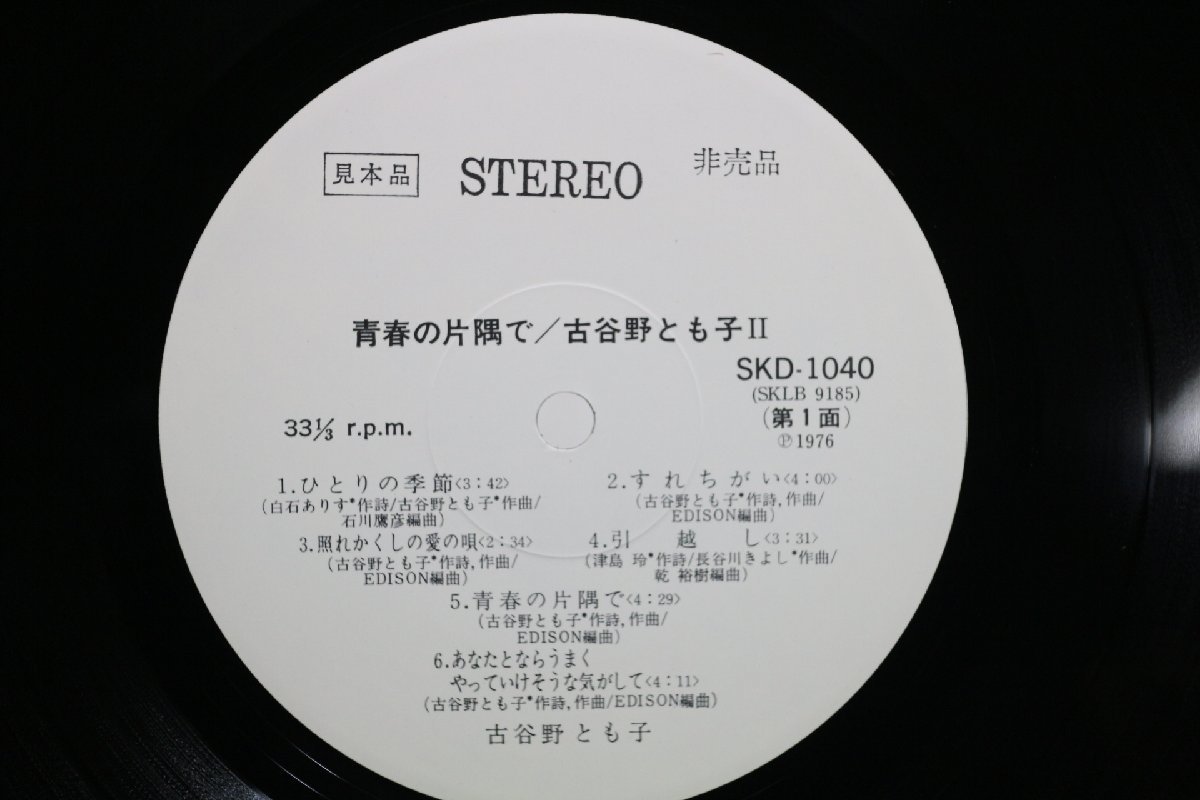 見本品 STEREO 非売品
青春の片隅で／古谷野とも子II
SKD-1040
(SKLB 9185)
33⅓ r.p.m. (第1面)
℗1976
1.ひとりの季節<3:42>
(白石ありす*作詩/古谷野とも子*作曲/
石川鷹彦編曲)
2.すれちがい<4:00>
(古谷野とも子*作詩,作曲/
EDISON編曲)
3.照れかくしの愛の唄<2:34>
(古谷野とも子*作詩,作曲/
EDISON編曲)
4.引越し<3:31>
(津島 玲*作詩/長谷川きよし*作曲/
乾 裕樹編曲)
5.青春の片隅で<4:29>
(古谷野とも子*作詩,作曲/
EDISON編曲)
6.あなたとならうまく
やっていけそうな気がして<4:11>
(古谷野とも子*作詩,作曲/EDISON編曲)
古谷野とも子